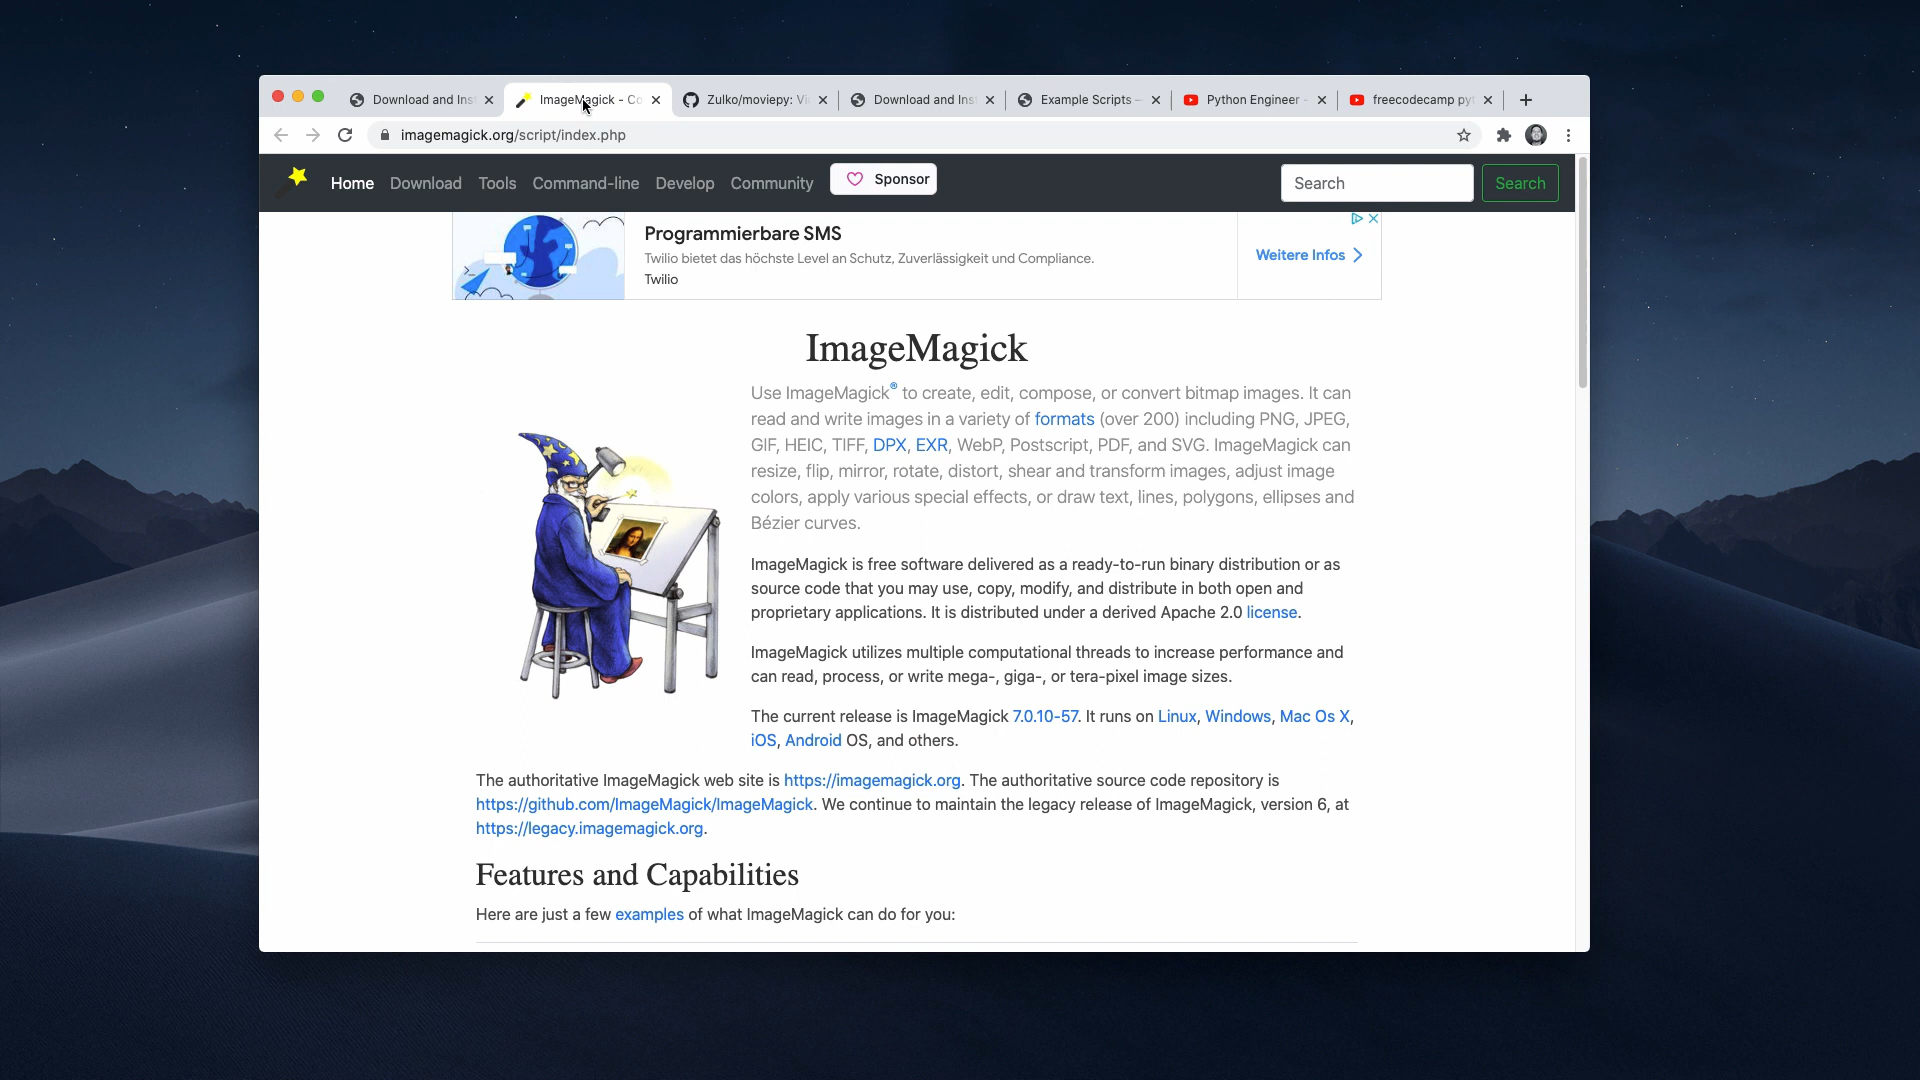 Download and Ins
ImageMagick - Co
Zulko/moviepy: Vi
Download and Ins
Example Scripts –
Python Engineer -
freecodecamp pyt
imagemagick.org/script/index.php
Home Download Tools Command-line Develop Community Sponsor Search Search
Programmierbare SMS
Twilio bietet das höchste Level an Schutz, Zuverlässigkeit und Compliance.
Twilio
Weitere Infos
ImageMagick
Use ImageMagick® to create, edit, compose, or convert bitmap images. It can
read and write images in a variety of formats (over 200) including PNG, JPEG,
GIF, HEIC, TIFF, DPX, EXR, WebP, Postscript, PDF, and SVG. ImageMagick can
resize, flip, mirror, rotate, distort, shear and transform images, adjust image
colors, apply various special effects, or draw text, lines, polygons, ellipses and
Bézier curves.
ImageMagick is free software delivered as a ready-to-run binary distribution or as
source code that you may use, copy, modify, and distribute in both open and
proprietary applications. It is distributed under a derived Apache 2.0 license.
ImageMagick utilizes multiple computational threads to increase performance and
can read, process, or write mega-, giga-, or tera-pixel image sizes.
The current release is ImageMagick 7.0.10-57. It runs on Linux, Windows, Mac Os X,
iOS, Android OS, and others.
The authoritative ImageMagick web site is https://imagemagick.org. The authoritative source code repository is
https://github.com/ImageMagick/ImageMagick. We continue to maintain the legacy release of ImageMagick, version 6, at
https://legacy.imagemagick.org.
Features and Capabilities
Here are just a few examples of what ImageMagick can do for you: